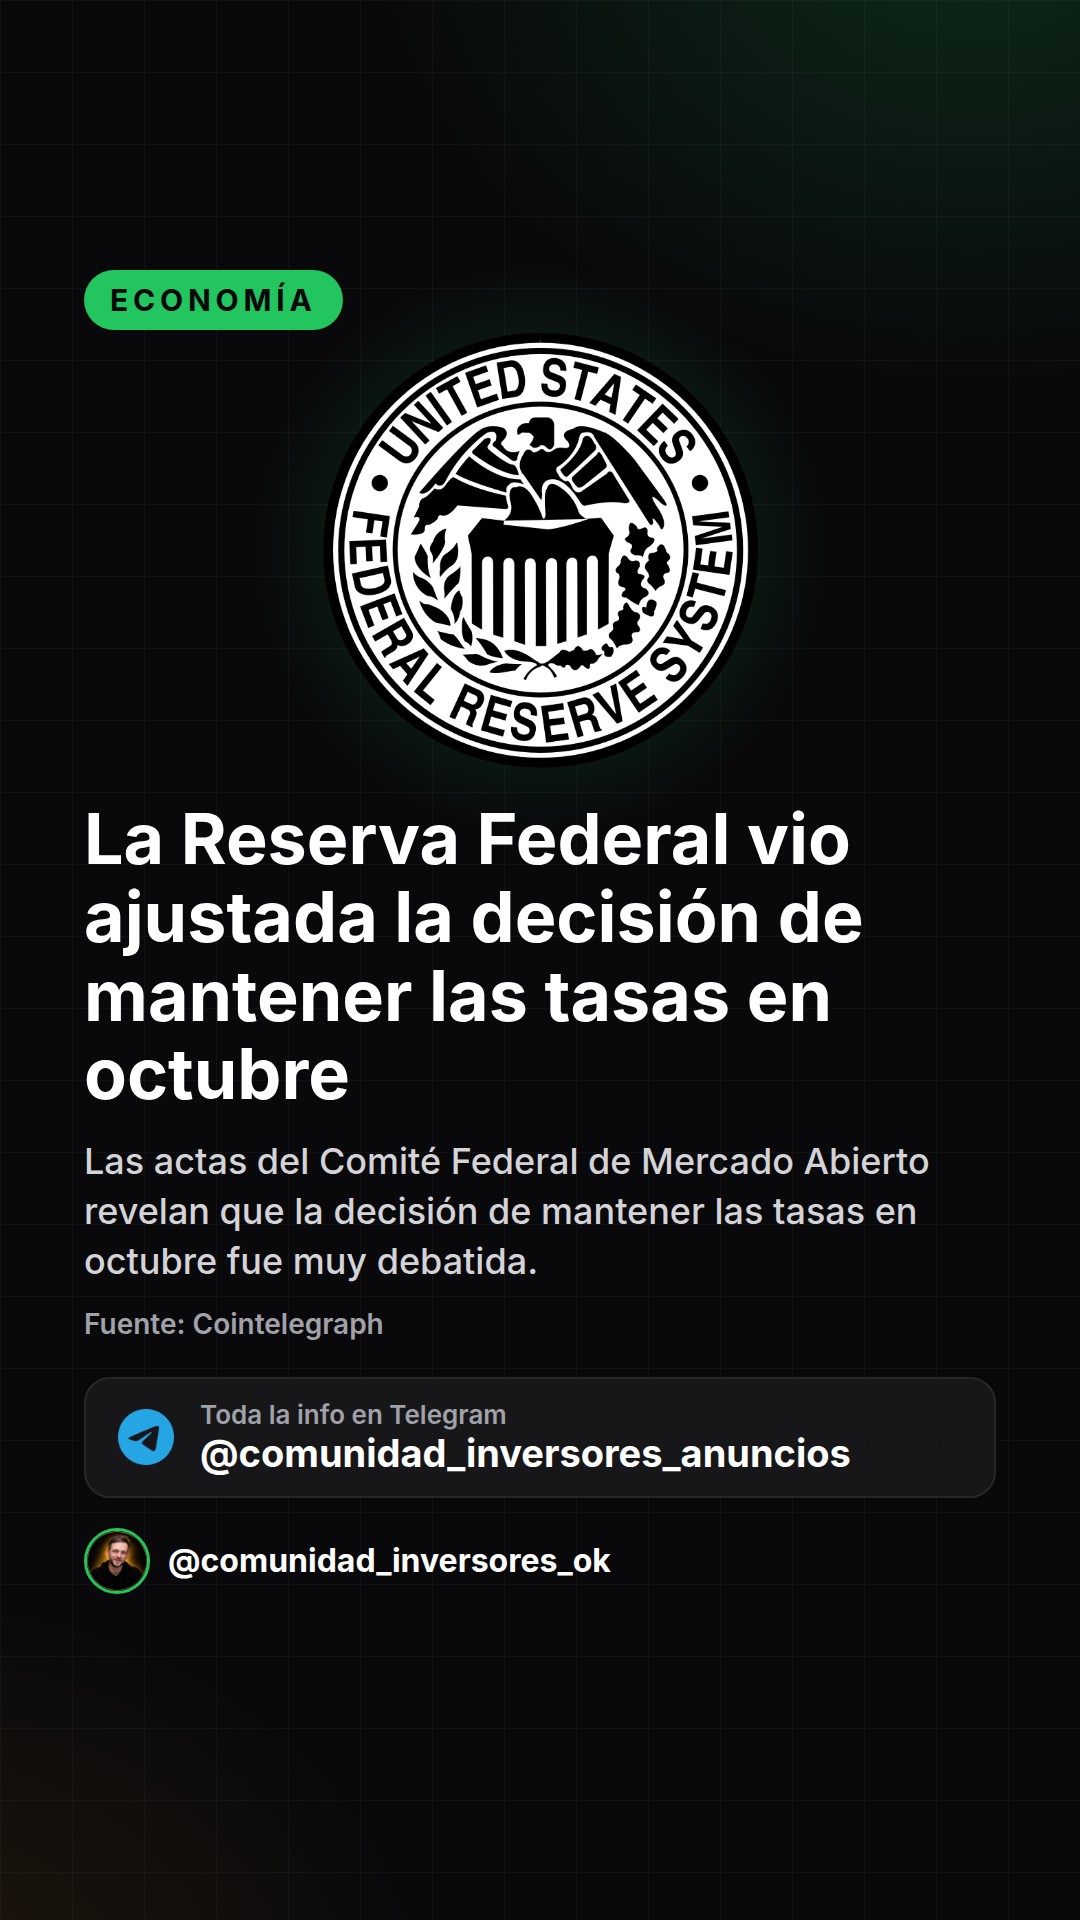 ECONOMÍA
UNITED STATES
FEDERAL RESERVE SYSTEM
La Reserva Federal vio
ajustada la decisión de
mantener las tasas en
octubre
Las actas del Comité Federal de Mercado Abierto
revelan que la decisión de mantener las tasas en
octubre fue muy debatida.
Fuente: Cointelegraph
Toda la info en Telegram
@comunidad_inversores_anuncios
@comunidad_inversores_ok